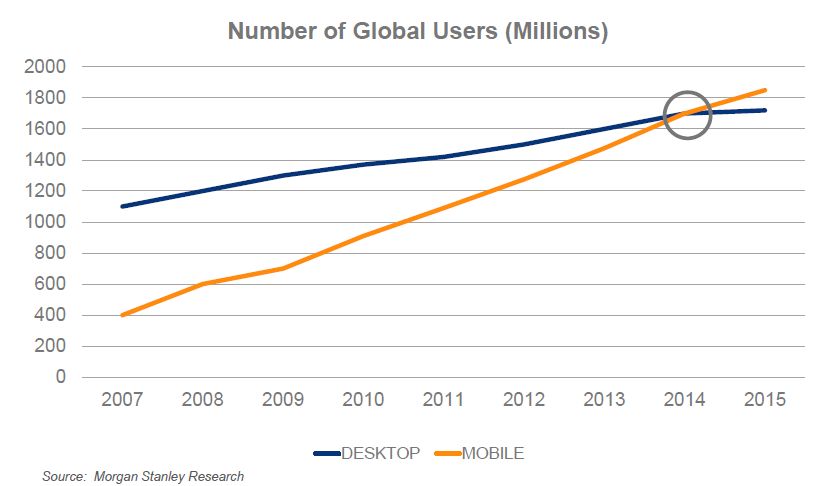 Number of Global Users (Millions)
2000
1800
1600
1400
1200
1000
800
600
400
200
0
2007 2008 2009 2010 2011 2012 2013 2014 2015
DESKTOP MOBILE
Source: Morgan Stanley Research